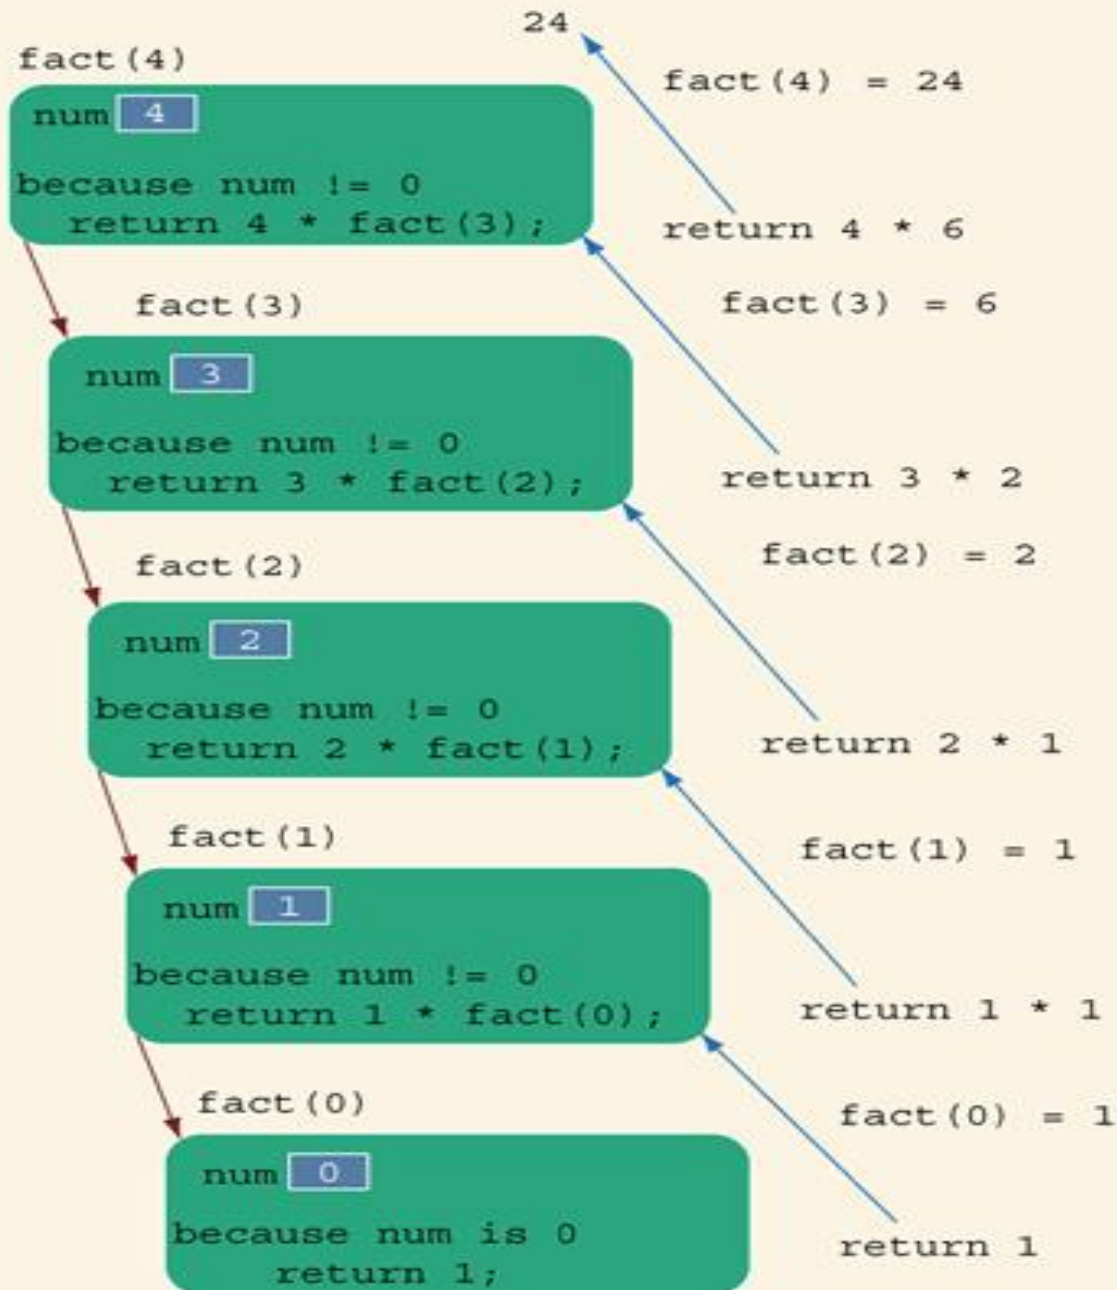 24
fact(4)
fact(4) = 24
num 4
because num != 0
return 4 * fact(3);
return 4 * 6
fact(3)
fact(3) = 6
num 3
because num != 0
return 3 * fact(2);
return 3 * 2
fact(2)
fact(2) = 2
num 2
because num != 0
return 2 * fact(1);
return 2 * 1
fact(1)
fact(1) = 1
num 1
because num != 0
return 1 * fact(0);
return 1 * 1
fact(0)
fact(0) = 1
num 0
because num is 0
return 1;
return 1